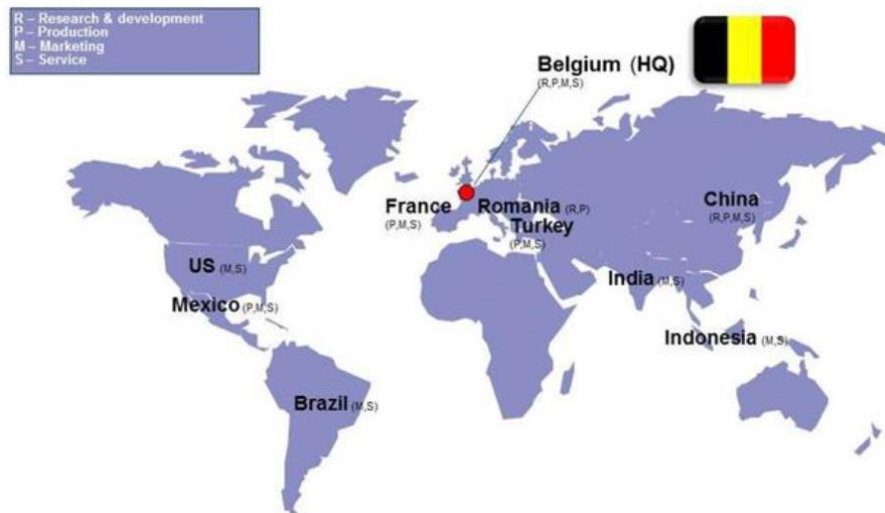 R – Research & development
P – Production
M – Marketing
S – Service
Belgium (HQ)
(R,P,M,S)
France
(P,M,S)
Romania (R,P)
Turkey
(P,M,S)
China
(R,P,M,S)
US (M,S)
India (M,S)
Mexico (P,M,S)
Indonesia (M,S)
Brazil (M,S)